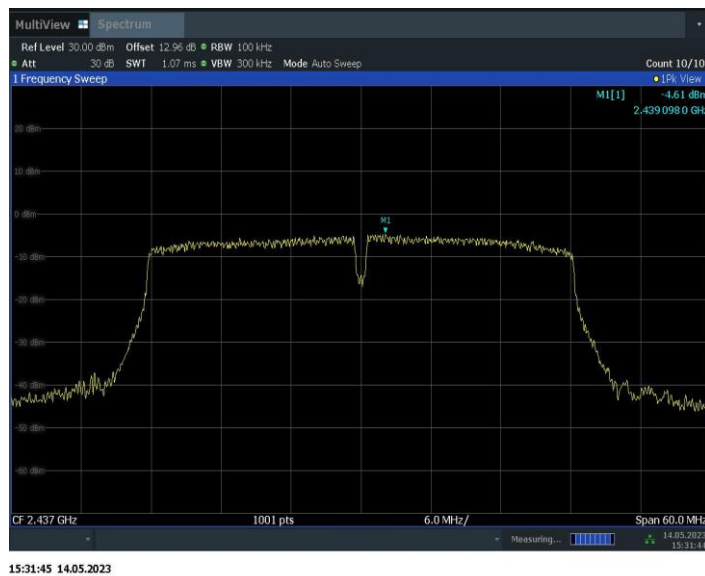 MultiView Spectrum
Ref Level 30.00 dBm Offset 12.96 dB RBW 100 kHz
Att 30 dB SWT 1.07 ms VBW 300 kHz Mode Auto Sweep Count 10/10
1 Frequency Sweep 1Pk View
M1[1] -4.61 dBm
2.439 098 0 GHz
20 dBm
10 dBm
0 dBm
M1
-10 dBm
-20 dBm
-30 dBm
-40 dBm
-50 dBm
-60 dBm
CF 2.437 GHz 1001 pts 6.0 MHz/ Span 60.0 MHz
Measuring... 14.05.2023
15:31:44
15:31:45 14.05.2023